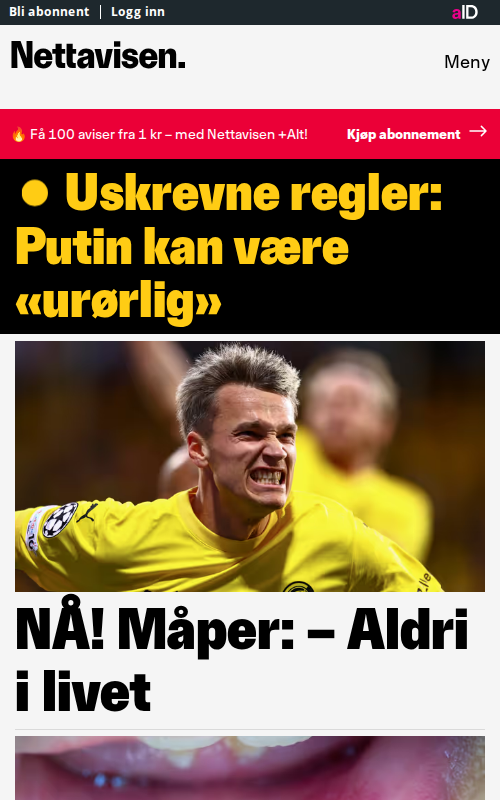 Bli abonnent | Logg inn
aID
Nettavisen.
Meny
🔥 Få 100 aviser fra 1 kr – med Nettavisen +Alt!
Kjøp abonnement →
Uskrevne regler:
Putin kan være
«urørlig»
NÅ! Måper: – Aldri
i livet